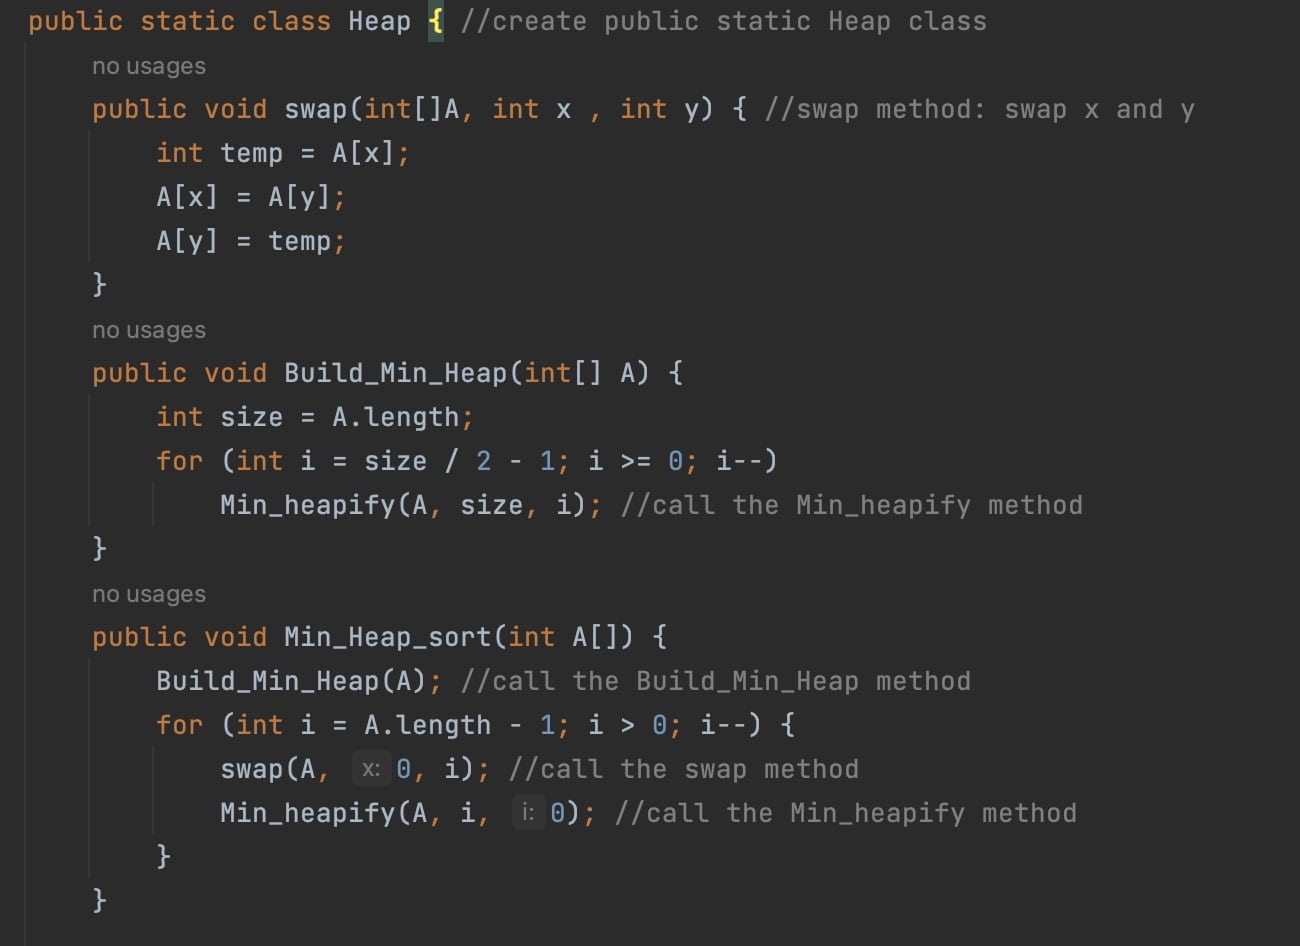 public static class Heap { //create public static Heap class
no usages
public void swap(int[]A, int x , int y) { //swap method: swap x and y
int temp = A[x];
A[x] = A[y];
A[y] = temp;
}
no usages
public void Build_Min_Heap(int[] A) {
int size = A.length;
for (int i = size / 2 - 1; i >= 0; i--)
Min_heapify(A, size, i); //call the Min_heapify method
}
no usages
public void Min_Heap_sort(int A[]) {
Build_Min_Heap(A); //call the Build_Min_Heap method
for (int i = A.length - 1; i > 0; i--) {
swap(A, x: 0, i); //call the swap method
Min_heapify(A, i, i: 0); //call the Min_heapify method
}
}